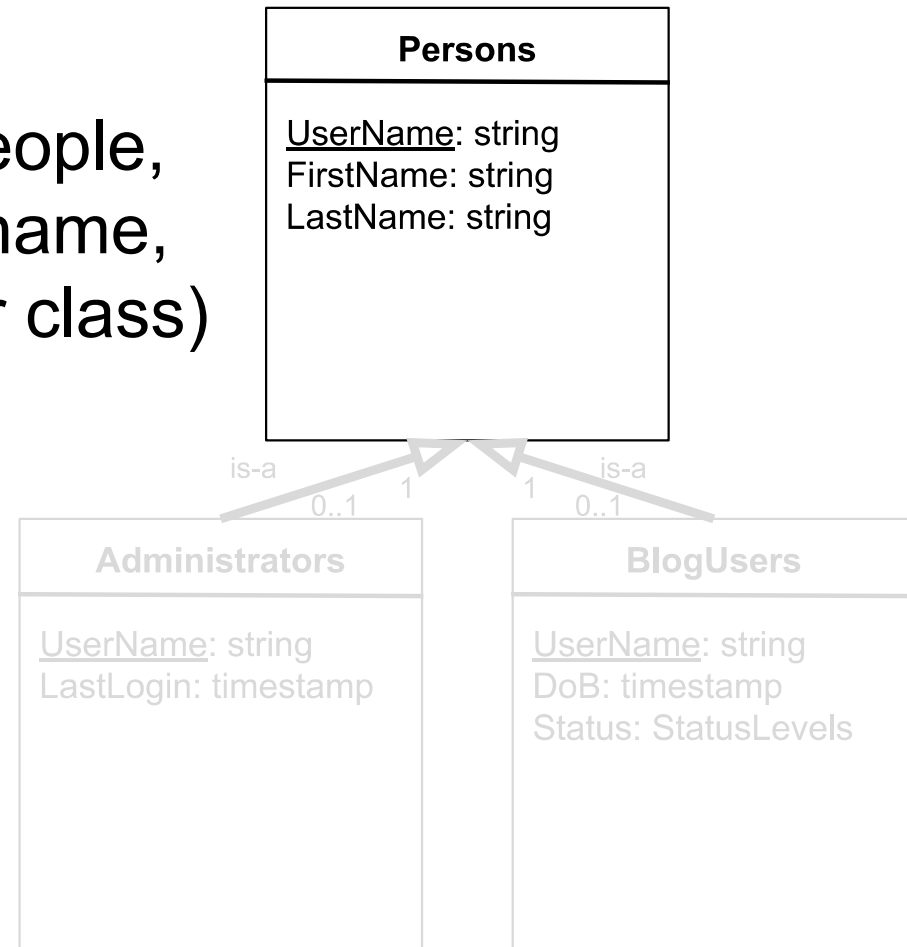 eople,
name,
r class)
Persons
UserName: string
FirstName: string
LastName: string
is-a
0..1
1
1
is-a
0..1
Administrators
UserName: string
LastLogin: timestamp
BlogUsers
UserName: string
DoB: timestamp
Status: StatusLevels